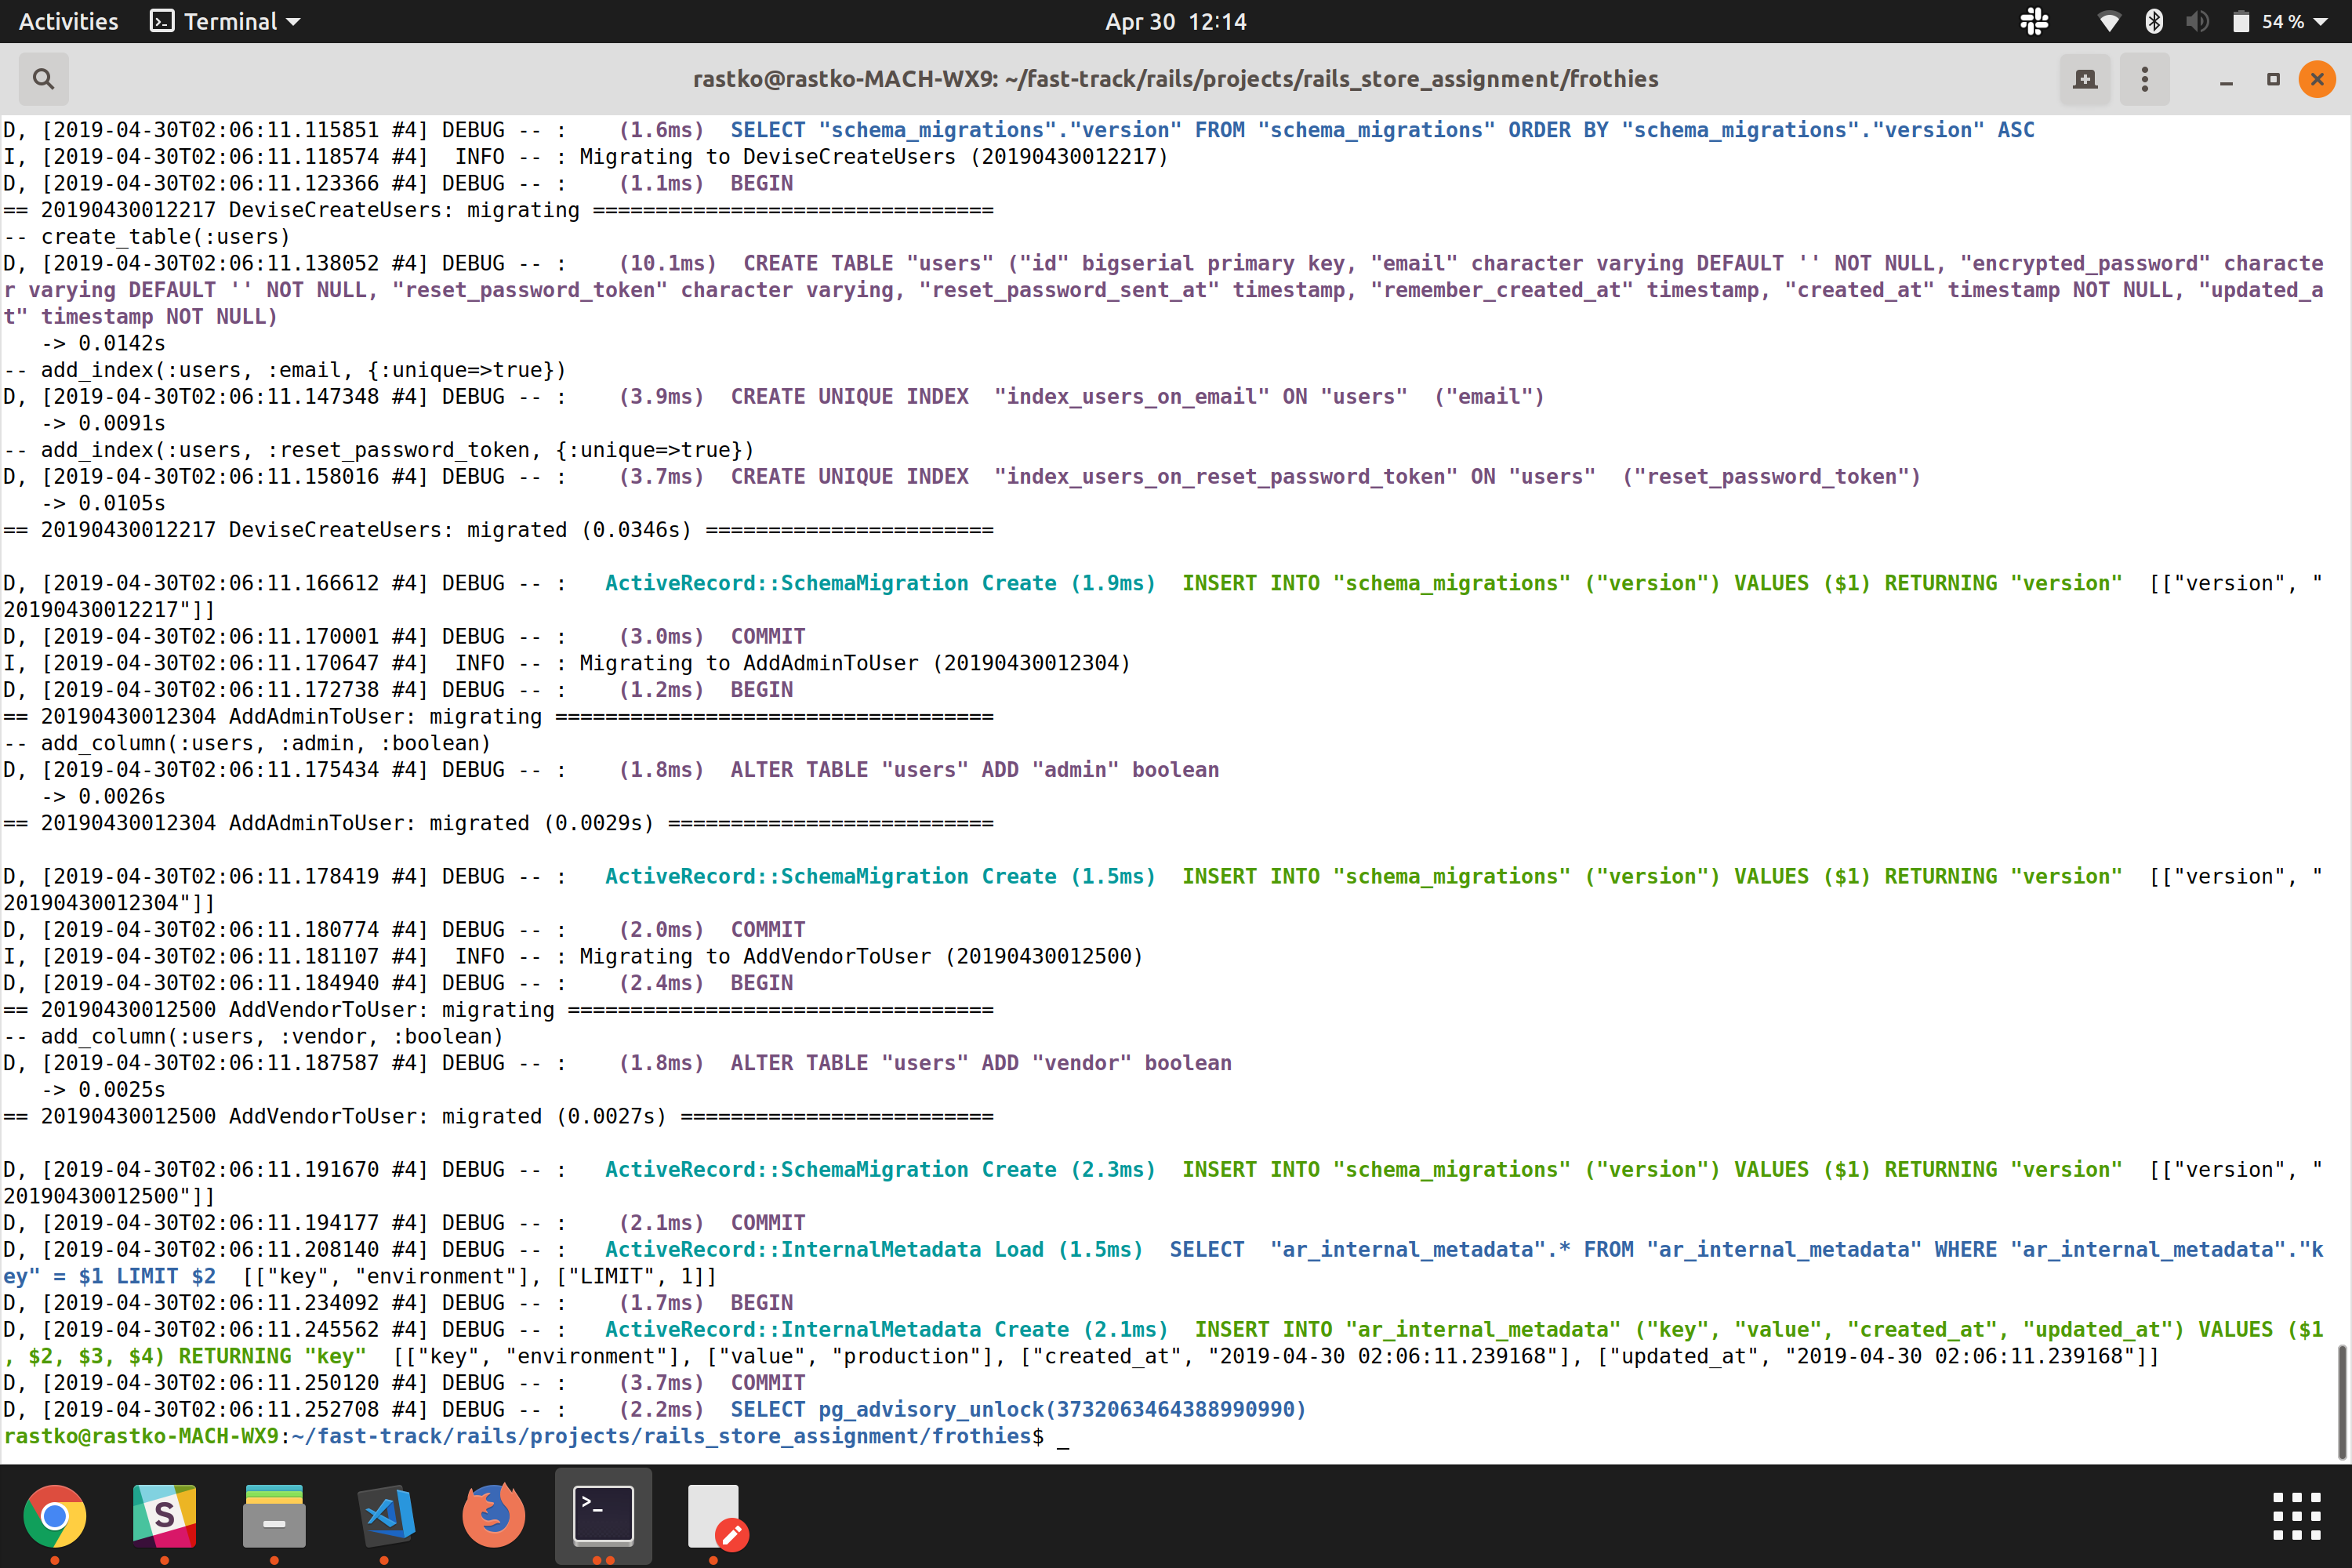 Activities Terminal Apr 30 12:14 54 %
rastko@rastko-MACH-WX9: ~/fast-track/rails/projects/rails_store_assignment/frothies
D, [2019-04-30T02:06:11.115851 #4] DEBUG -- :    (1.6ms)  SELECT "schema_migrations"."version" FROM "schema_migrations" ORDER BY "schema_migrations"."version" ASC
I, [2019-04-30T02:06:11.118574 #4]  INFO -- : Migrating to DeviseCreateUsers (20190430012217)
D, [2019-04-30T02:06:11.123366 #4] DEBUG -- :    (1.1ms)  BEGIN
== 20190430012217 DeviseCreateUsers: migrating ================================
-- create_table(:users)
D, [2019-04-30T02:06:11.138052 #4] DEBUG -- :    (10.1ms)  CREATE TABLE "users" ("id" bigserial primary key, "email" character varying DEFAULT '' NOT NULL, "encrypted_password" characte
r varying DEFAULT '' NOT NULL, "reset_password_token" character varying, "reset_password_sent_at" timestamp, "remember_created_at" timestamp, "created_at" timestamp NOT NULL, "updated_a
t" timestamp NOT NULL)
   -> 0.0142s
-- add_index(:users, :email, {:unique=>true})
D, [2019-04-30T02:06:11.147348 #4] DEBUG -- :    (3.9ms)  CREATE UNIQUE INDEX  "index_users_on_email" ON "users"  ("email")
   -> 0.0091s
-- add_index(:users, :reset_password_token, {:unique=>true})
D, [2019-04-30T02:06:11.158016 #4] DEBUG -- :    (3.7ms)  CREATE UNIQUE INDEX  "index_users_on_reset_password_token" ON "users"  ("reset_password_token")
   -> 0.0105s
== 20190430012217 DeviseCreateUsers: migrated (0.0346s) =======================
D, [2019-04-30T02:06:11.166612 #4] DEBUG -- :   ActiveRecord::SchemaMigration Create (1.9ms)  INSERT INTO "schema_migrations" ("version") VALUES ($1) RETURNING "version"  [["version", "
20190430012217"]]
D, [2019-04-30T02:06:11.170001 #4] DEBUG -- :    (3.0ms)  COMMIT
I, [2019-04-30T02:06:11.170647 #4]  INFO -- : Migrating to AddAdminToUser (20190430012304)
D, [2019-04-30T02:06:11.172738 #4] DEBUG -- :    (1.2ms)  BEGIN
== 20190430012304 AddAdminToUser: migrating ===================================
-- add_column(:users, :admin, :boolean)
D, [2019-04-30T02:06:11.175434 #4] DEBUG -- :    (1.8ms)  ALTER TABLE "users" ADD "admin" boolean
   -> 0.0026s
== 20190430012304 AddAdminToUser: migrated (0.0029s) ==========================
D, [2019-04-30T02:06:11.178419 #4] DEBUG -- :   ActiveRecord::SchemaMigration Create (1.5ms)  INSERT INTO "schema_migrations" ("version") VALUES ($1) RETURNING "version"  [["version", "
20190430012304"]]
D, [2019-04-30T02:06:11.180774 #4] DEBUG -- :    (2.0ms)  COMMIT
I, [2019-04-30T02:06:11.181107 #4]  INFO -- : Migrating to AddVendorToUser (20190430012500)
D, [2019-04-30T02:06:11.184940 #4] DEBUG -- :    (2.4ms)  BEGIN
== 20190430012500 AddVendorToUser: migrating ==================================
-- add_column(:users, :vendor, :boolean)
D, [2019-04-30T02:06:11.187587 #4] DEBUG -- :    (1.8ms)  ALTER TABLE "users" ADD "vendor" boolean
   -> 0.0025s
== 20190430012500 AddVendorToUser: migrated (0.0027s) =========================
D, [2019-04-30T02:06:11.191670 #4] DEBUG -- :   ActiveRecord::SchemaMigration Create (2.3ms)  INSERT INTO "schema_migrations" ("version") VALUES ($1) RETURNING "version"  [["version", "
20190430012500"]]
D, [2019-04-30T02:06:11.194177 #4] DEBUG -- :    (2.1ms)  COMMIT
D, [2019-04-30T02:06:11.208140 #4] DEBUG -- :   ActiveRecord::InternalMetadata Load (1.5ms)  SELECT  "ar_internal_metadata".* FROM "ar_internal_metadata" WHERE "ar_internal_metadata"."k
ey" = $1 LIMIT $2  [["key", "environment"], ["LIMIT", 1]]
D, [2019-04-30T02:06:11.234092 #4] DEBUG -- :    (1.7ms)  BEGIN
D, [2019-04-30T02:06:11.245562 #4] DEBUG -- :   ActiveRecord::InternalMetadata Create (2.1ms)  INSERT INTO "ar_internal_metadata" ("key", "value", "created_at", "updated_at") VALUES ($1
, $2, $3, $4) RETURNING "key"  [["key", "environment"], ["value", "production"], ["created_at", "2019-04-30 02:06:11.239168"], ["updated_at", "2019-04-30 02:06:11.239168"]]
D, [2019-04-30T02:06:11.250120 #4] DEBUG -- :    (3.7ms)  COMMIT
D, [2019-04-30T02:06:11.252708 #4] DEBUG -- :    (2.2ms)  SELECT pg_advisory_unlock(3732063464388990990)
rastko@rastko-MACH-WX9:~/fast-track/rails/projects/rails_store_assignment/frothies$ _